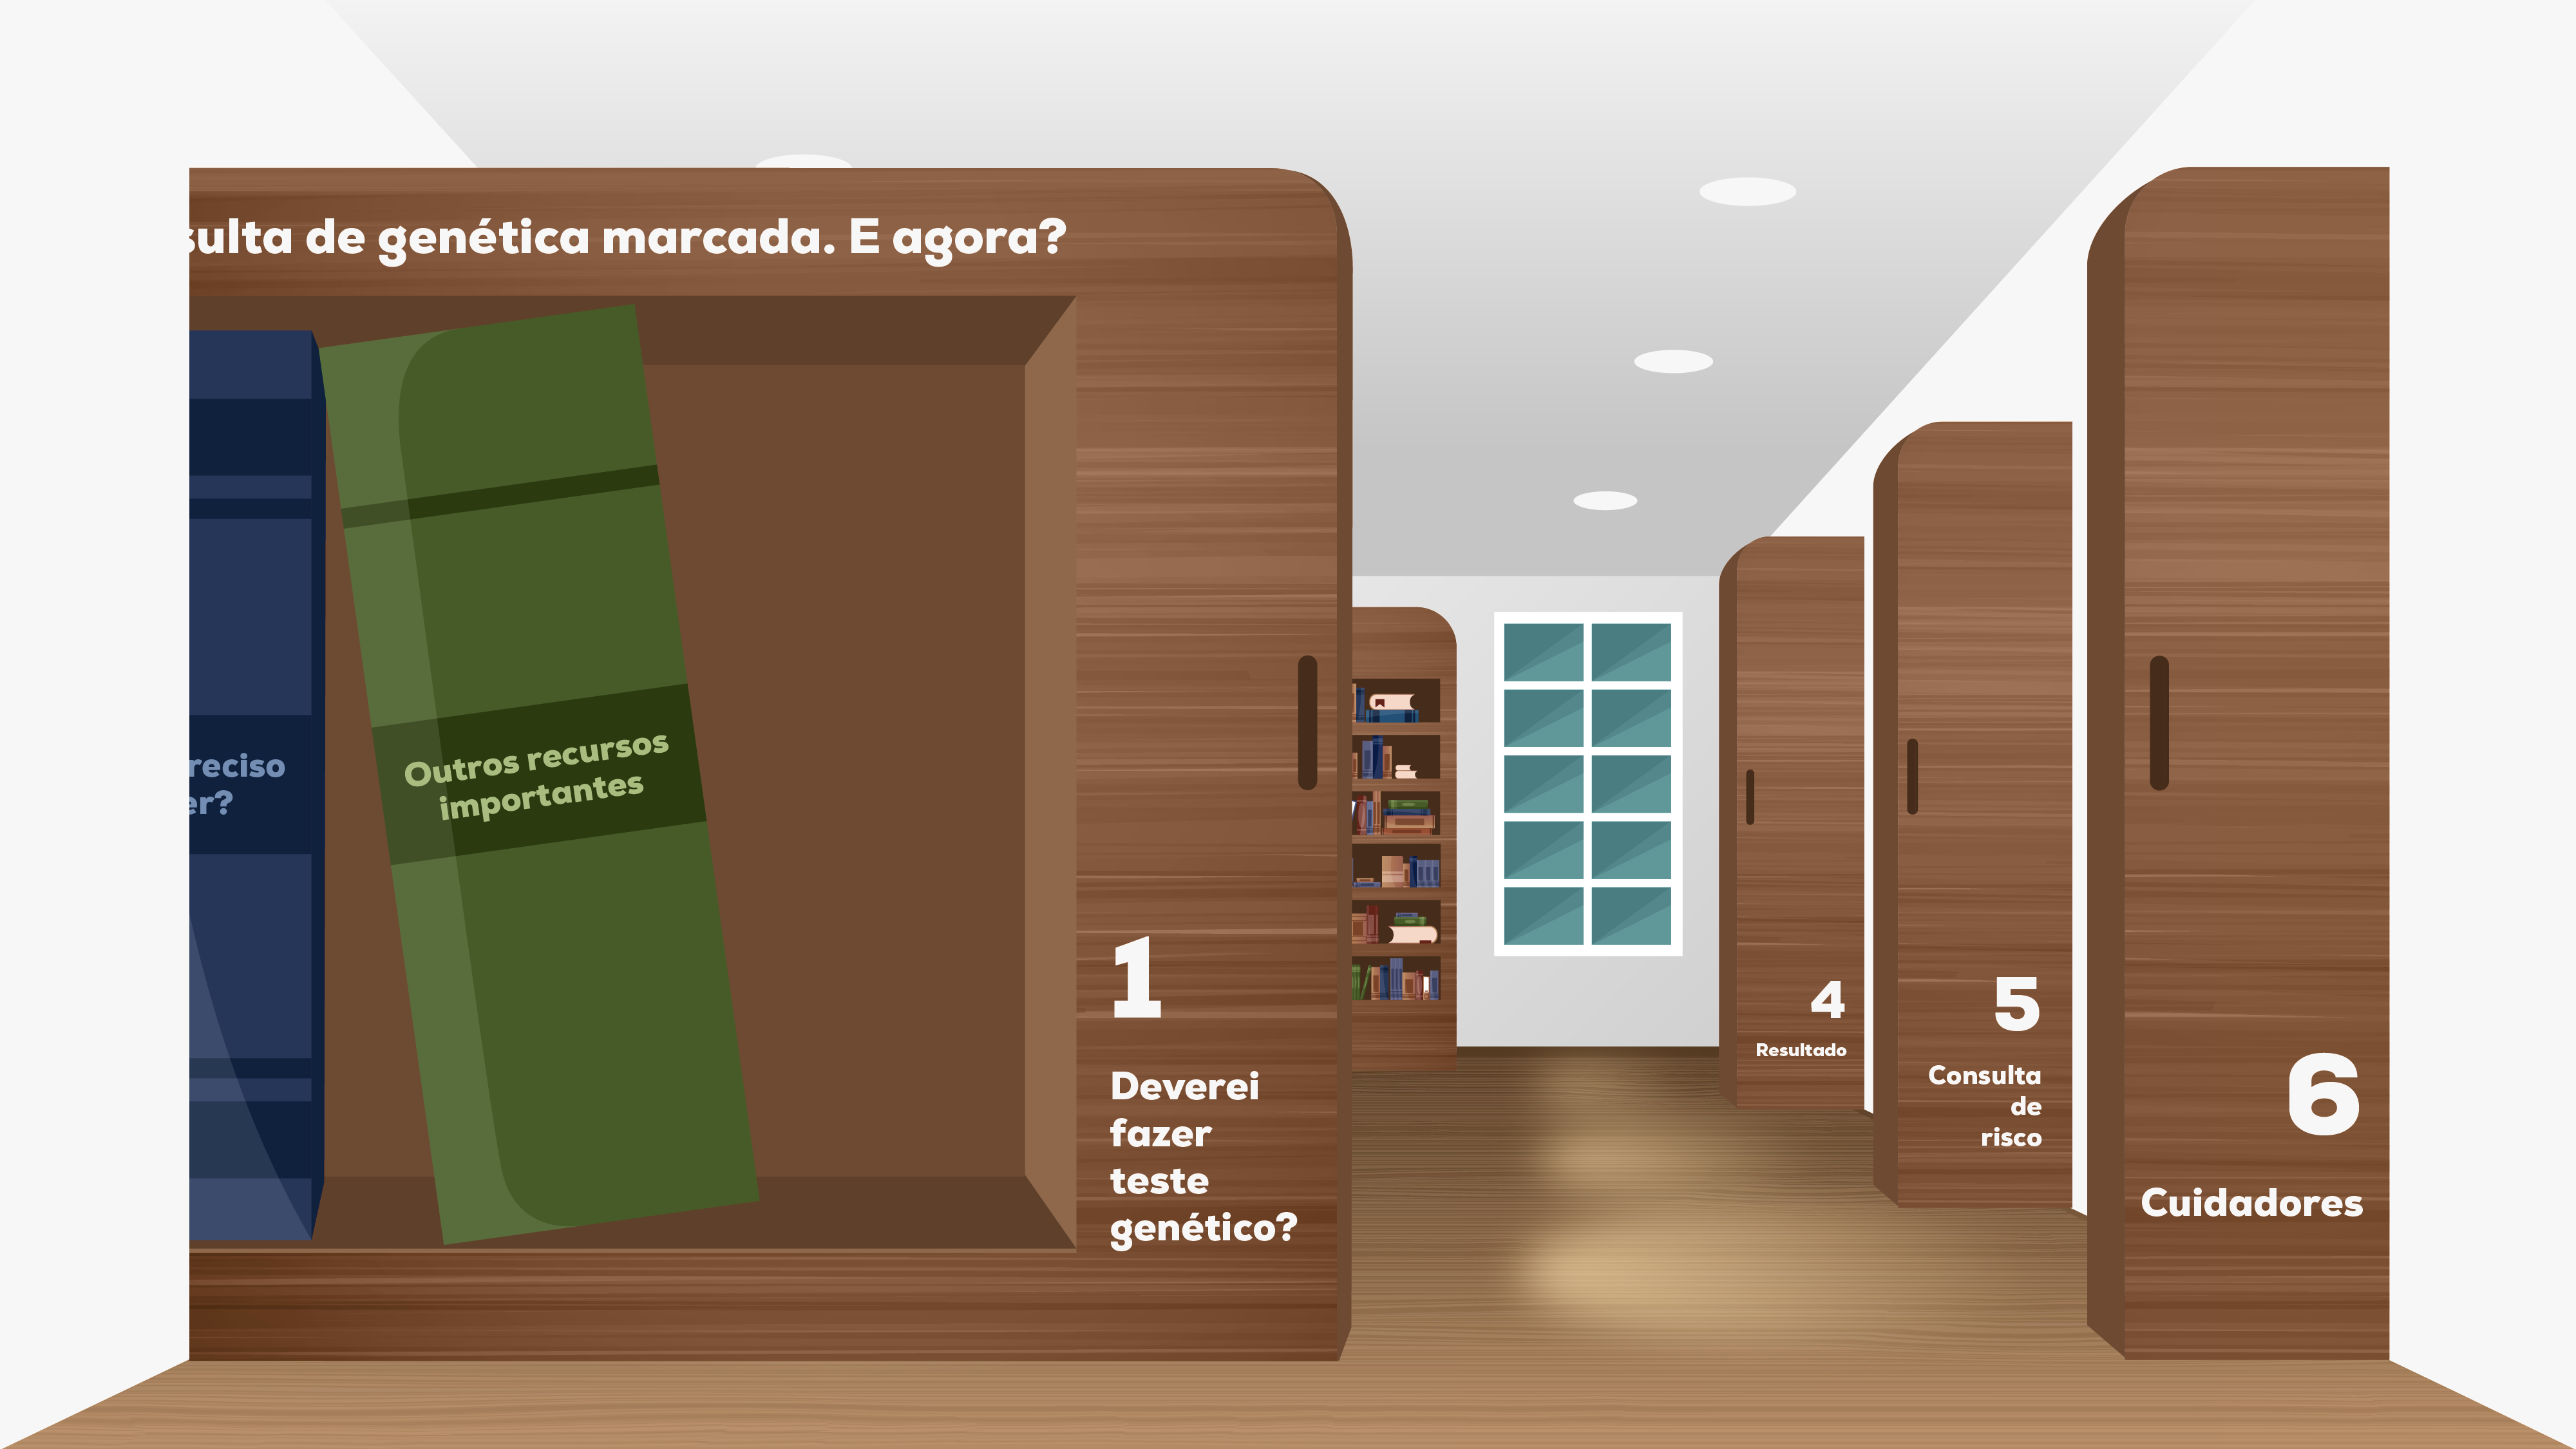 sulta de genética marcada. E agora?
reciso
er?
Outros recursos
importantes
1
Deverei
fazer
teste
genético?
4
Resultado
5
Consulta
de
risco
6
Cuidadores